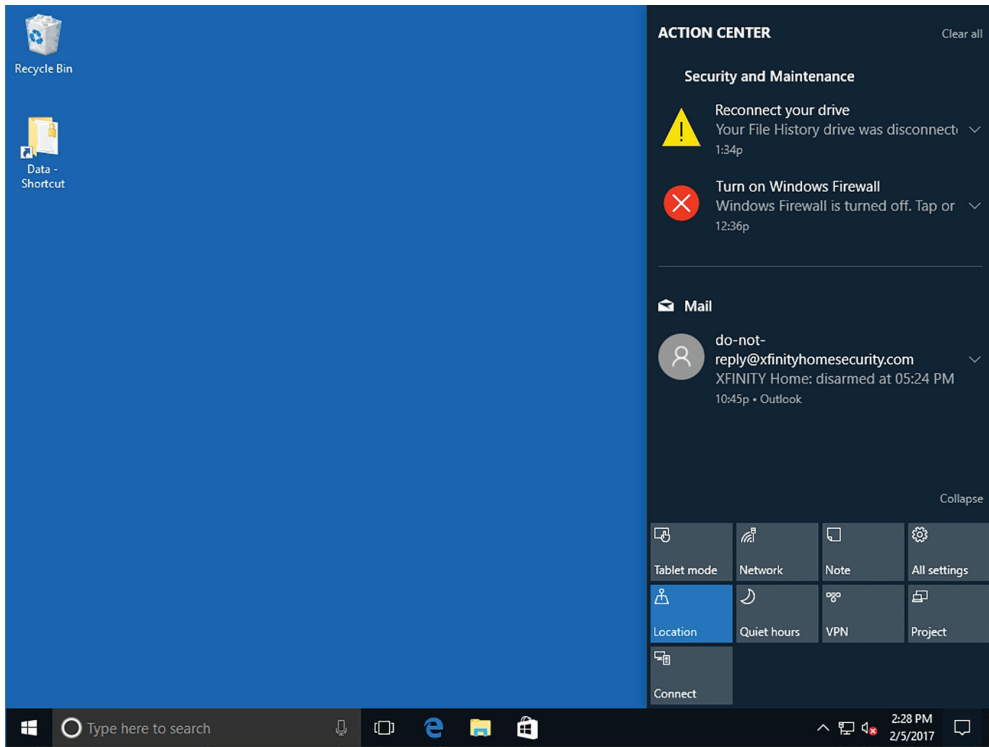 Recycle Bin
Data -
Shortcut
ACTION CENTER
Clear all
Security and Maintenance
Reconnect your drive
Your File History drive was disconnect
1:34p
Turn on Windows Firewall
Windows Firewall is turned off. Tap or
12:36p
Mail
do-not-
reply@xfinityhomesecurity.com
XFINITY Home: disarmed at 05:24 PM
10:45p • Outlook
Collapse
Tablet mode
Network
Note
All settings
Location
Quiet hours
VPN
Project
Connect
Type here to search
2:28 PM
2/5/2017